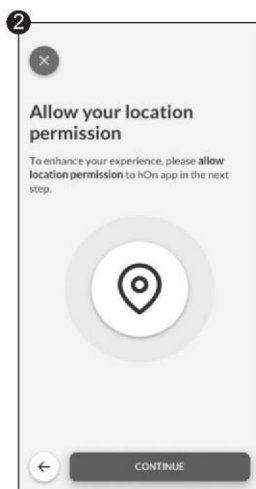 2
Allow your location
permission
To enhance your experience, please allow
location permission to hOn app in the next
step.
CONTINUE